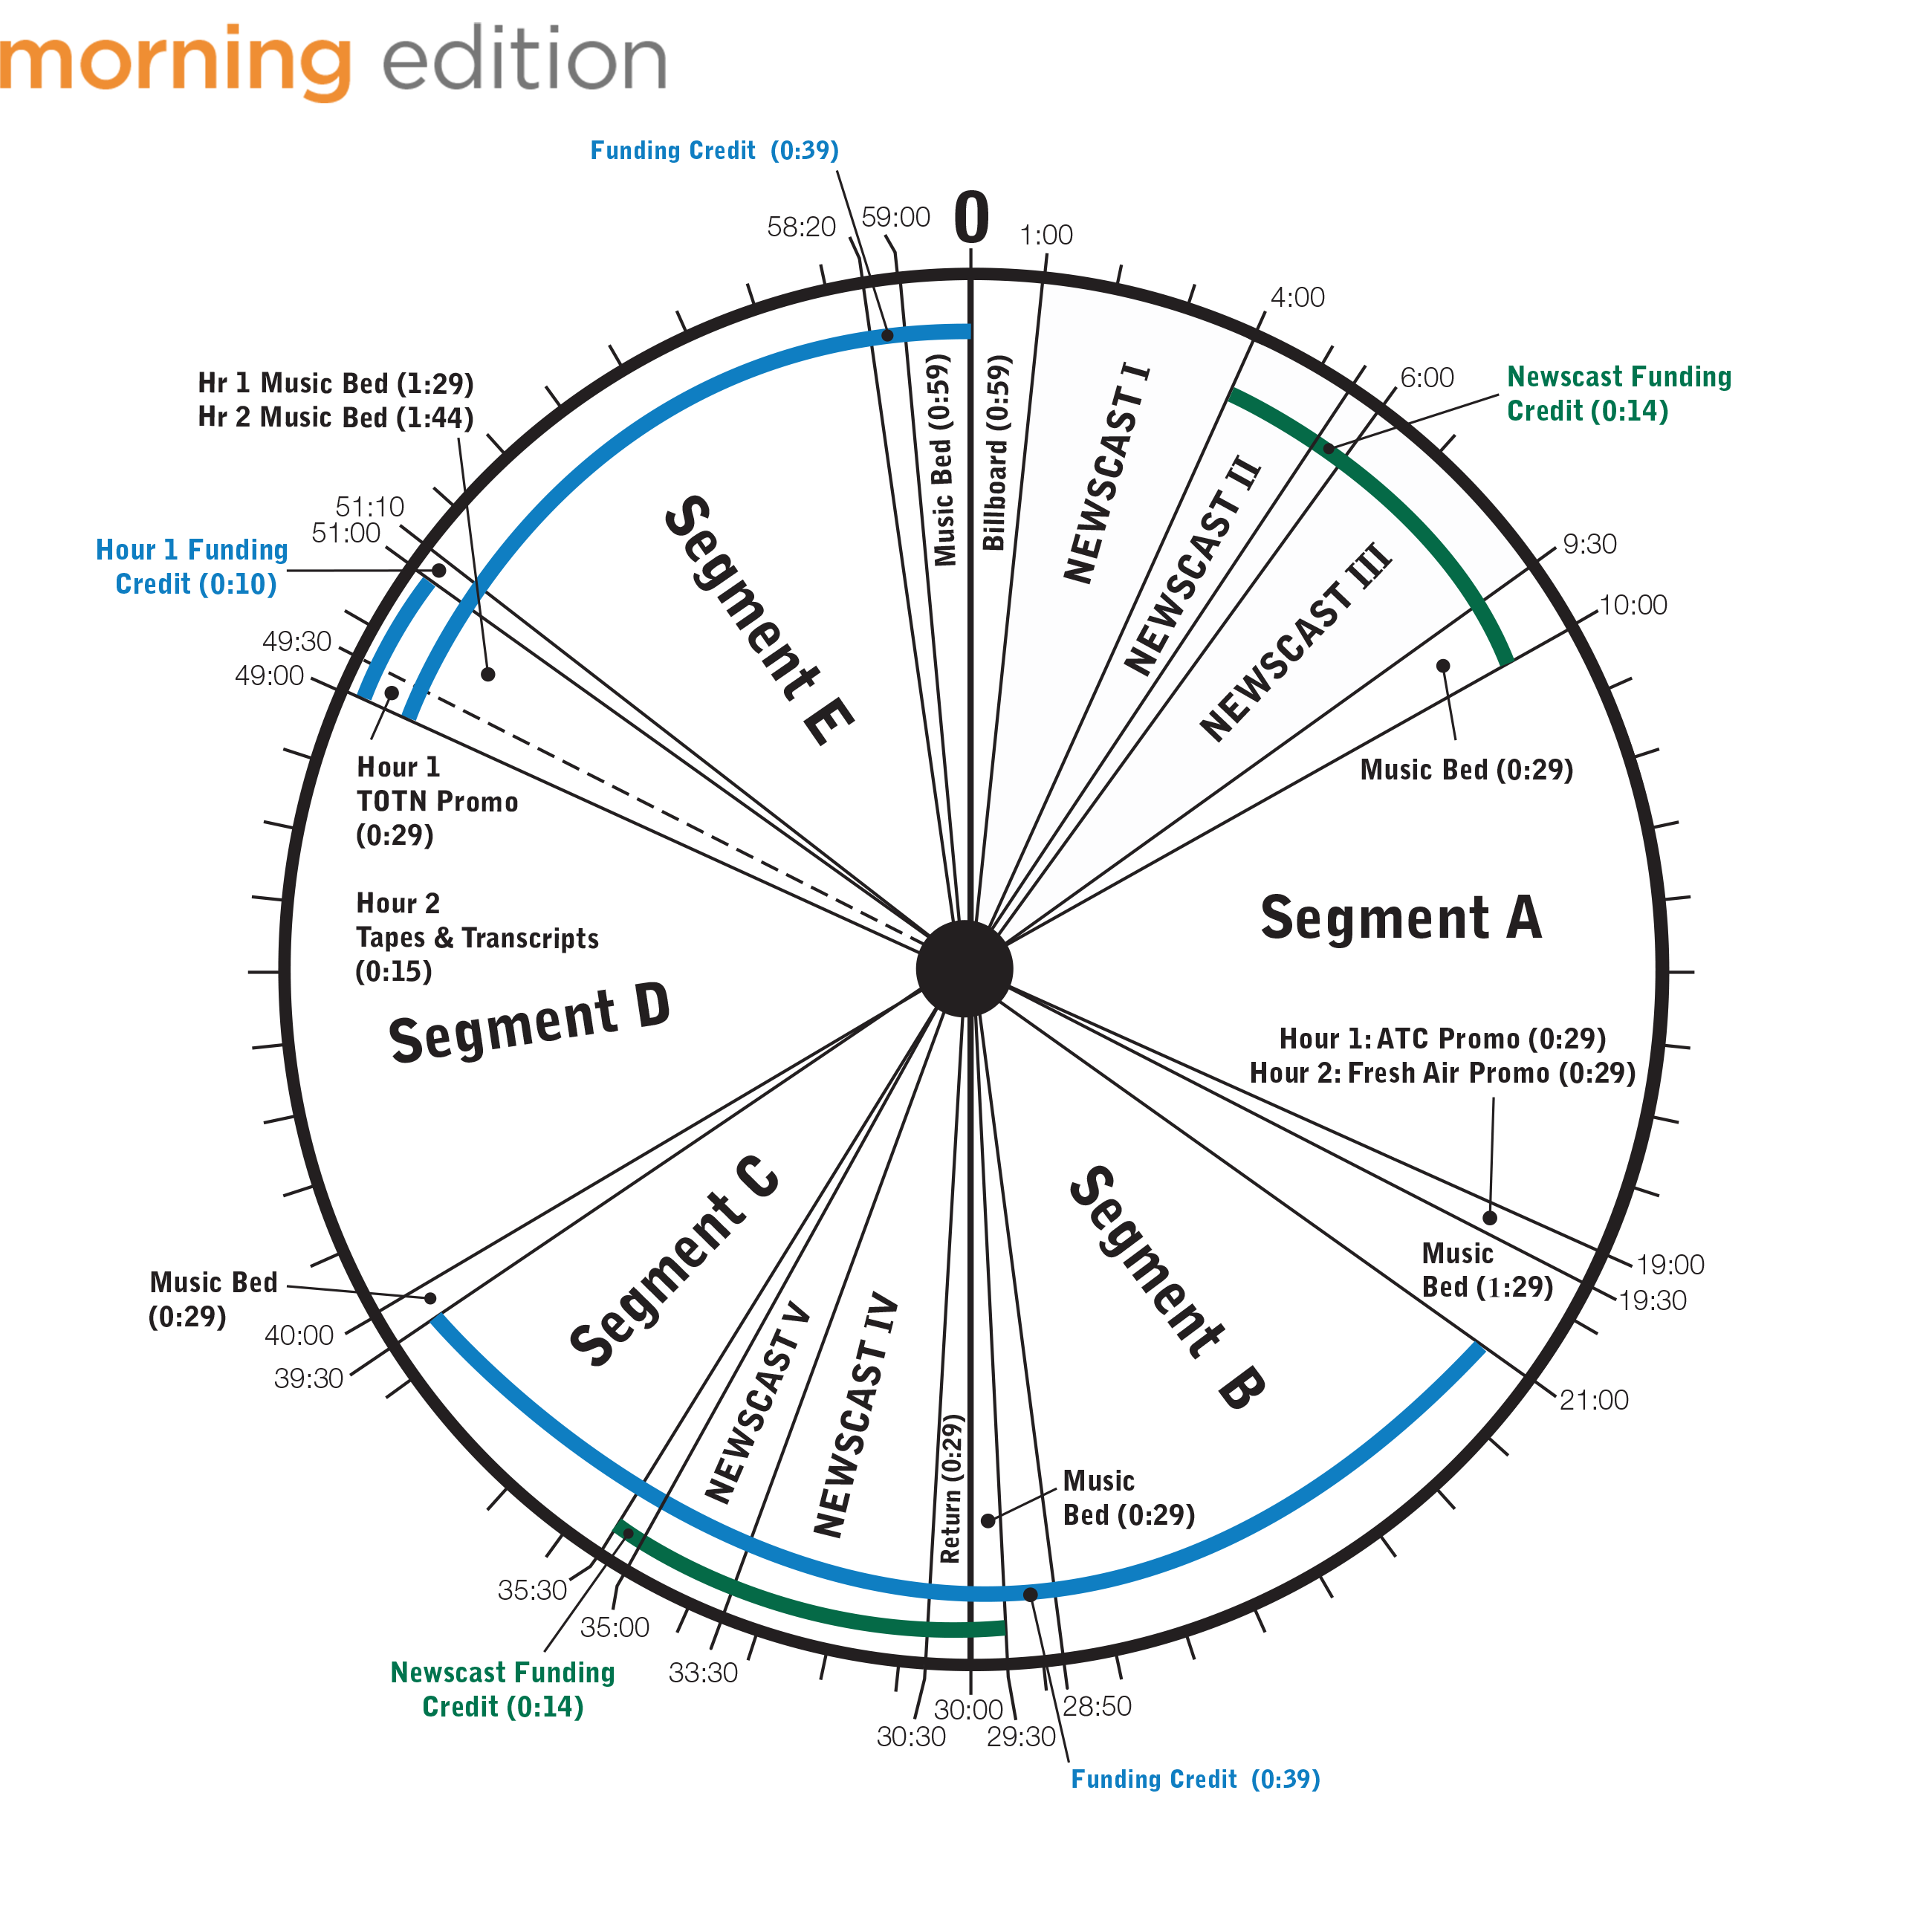 morning edition
Funding Credit (0:39)
58:20
59:00
0
1:00
4:00
6:00
Newscast Funding
Credit (0:14)
9:30
10:00
Hr 1 Music Bed (1:29)
Hr 2 Music Bed (1:44)
51:10
51:00
Hour 1 Funding
Credit (0:10)
49:30
49:00
Segment E
Music Bed (0:59)
Billboard (0:59)
NEWSCAST I
NEWSCAST II
NEWSCAST III
Music Bed (0:29)
Hour 1
TOTN Promo
(0:29)
Hour 2
Tapes & Transcripts
(0:15)
Segment D
Segment A
Hour 1: ATC Promo (0:29)
Hour 2: Fresh Air Promo (0:29)
Music
Bed (1:29)
19:00
19:30
21:00
Segment B
Segment C
Music Bed
(0:29)
40:00
39:30
NEWSCAST V
NEWSCAST IV
Return (0:29)
Music
Bed (0:29)
35:30
35:00
Newscast Funding
Credit (0:14)
33:30
30:30
30:00
29:30
28:50
Funding Credit (0:39)